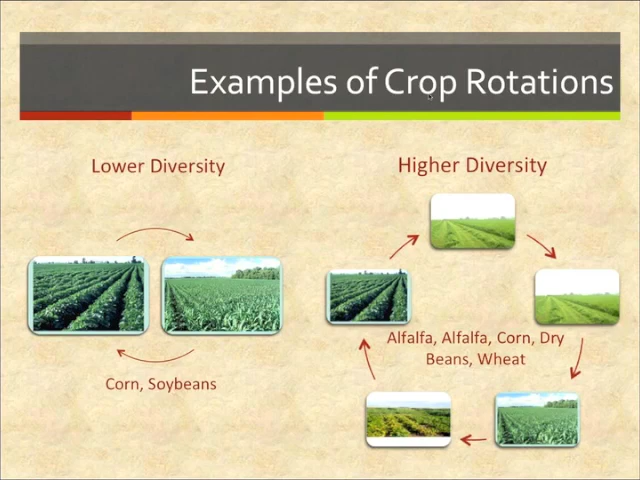 Examples of Crop Rotations
Lower Diversity
Higher Diversity
Corn, Soybeans
Alfalfa, Alfalfa, Corn, Dry
Beans, Wheat